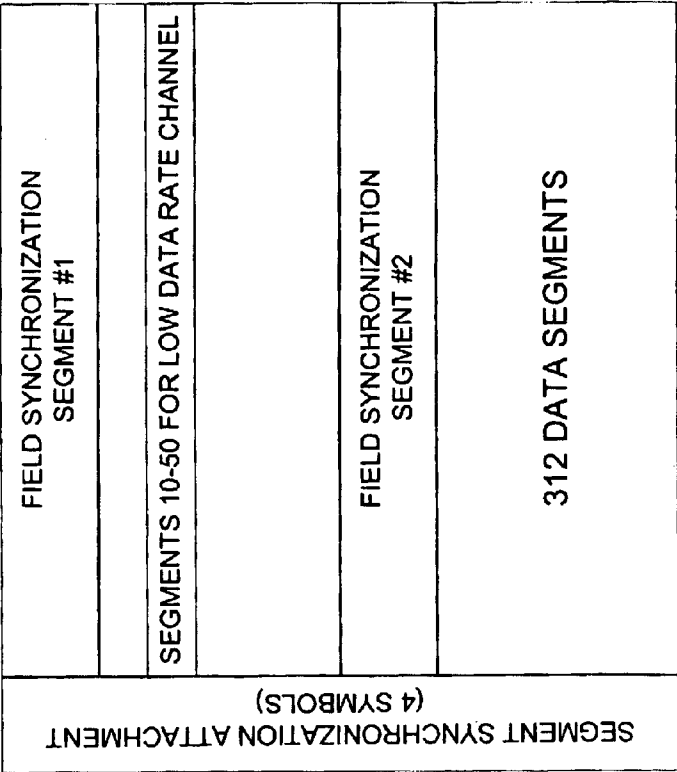 FIELD SYNCHRONIZATION
SEGMENT #1
SEGMENTS 10-50 FOR LOW DATA RATE CHANNEL
FIELD SYNCHRONIZATION
SEGMENT #2
312 DATA SEGMENTS
SEGMENT SYNCHRONIZATION ATTACHMENT
(4 SYMBOLS)